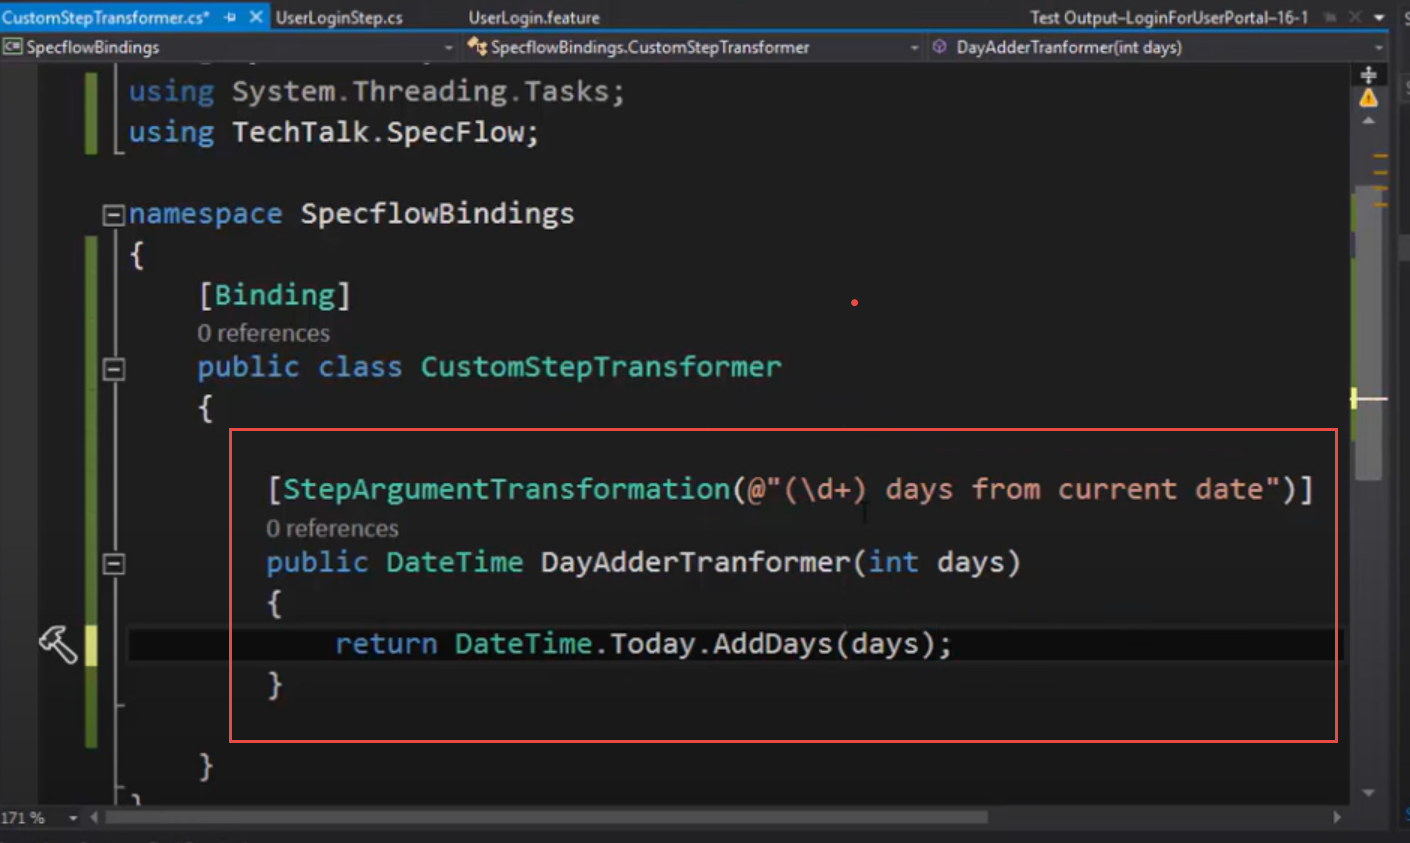 CustomStepTransformer.cs* UserLoginStep.cs UserLogin.feature Test Output-LoginForUserPortal-16-1
SpecflowBindings SpecflowBindings.CustomStepTransformer DayAdderTranformer(int days)
using System.Threading.Tasks;
using TechTalk.SpecFlow;
namespace SpecflowBindings
{
[Binding]
0 references
public class CustomStepTransformer
{
[StepArgumentTransformation(@"(\d+) days from current date")]
0 references
public DateTime DayAdderTranformer(int days)
{
return DateTime.Today.AddDays(days);
}
}
}
171 %